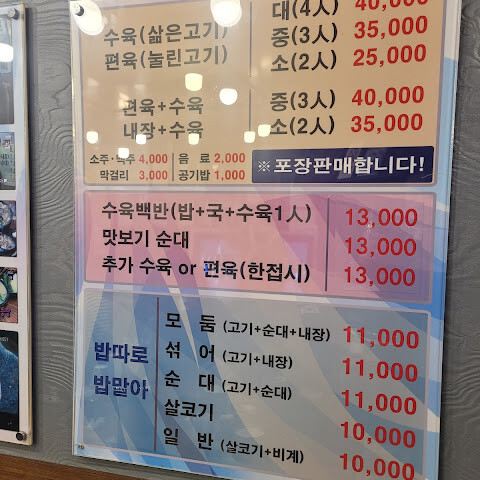 대(4人) 40,000
수육(삶은고기) 중(3人) 35,000
편육(눌린고기) 소(2人) 25,000
편육+수육 중(3人) 40,000
내장+수육 소(2人) 35,000
소주·맥주 4,000 음 료 2,000
막걸리 3,000 공기밥 1,000
※포장판매합니다!
수육백반(밥+국+수육1人) 13,000
맛보기 순대 13,000
추가 수육 or 편육(한접시) 13,000
밥따로
밥말아
모 둠 (고기+순대+내장) 11,000
섞 어 (고기+내장) 11,000
순 대 (고기+순대) 11,000
살코기 10,000
일 반 (살코기+비계) 10,000